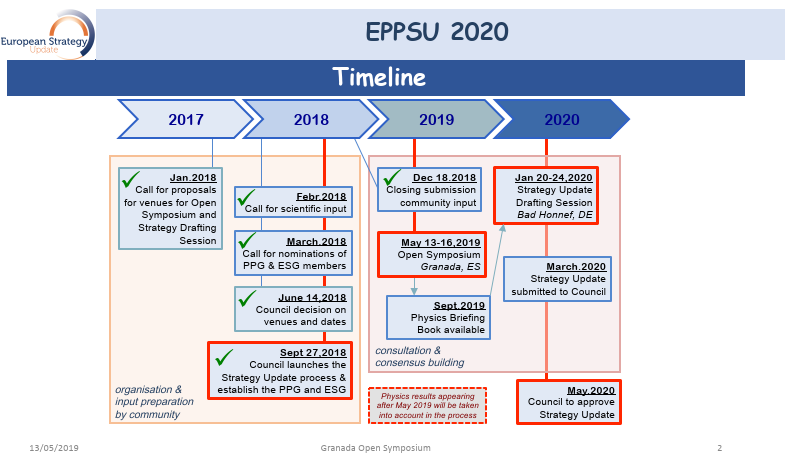 European Strategy
Update
EPPSU 2020
Timeline
2017
2018
2019
2020
Jan.2018
Call for proposals
for venues for Open
Symposium and
Strategy Drafting
Session
Febr.2018
Call for scientific input
March.2018
Call for nominations of
PPG & ESG members
June 14,2018
Council decision on
venues and dates
Sept 27,2018
Council launches the
Strategy Update process &
establish the PPG and ESG
organisation &
input preparation
by community
Dec 18.2018
Closing submission
community input
May 13-16,2019
Open Symposium
Granada, ES
Sept.2019
Physics Briefing
Book available
consultation &
consensus building
Physics results appearing
after May 2019 will be taken
into account in the process
Jan 20-24,2020
Strategy Update
Drafting Session
Bad Honnef, DE
March.2020
Strategy Update
submitted to Council
May.2020
Council to approve
Strategy Update
13/05/2019
Granada Open Symposium
2